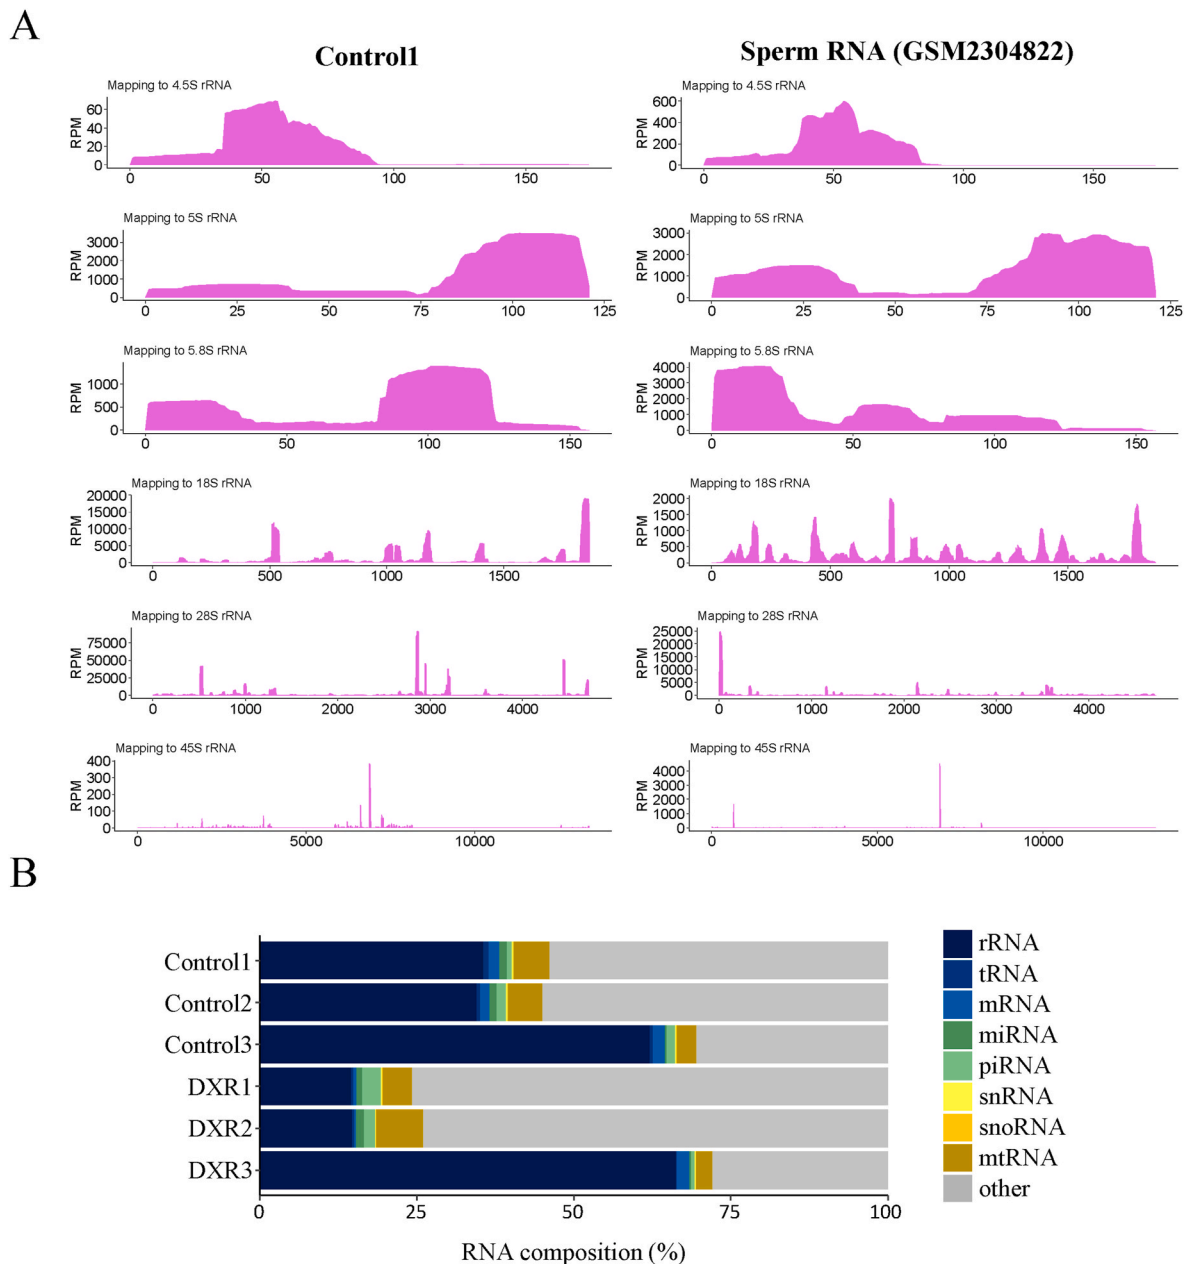 A
Control1
Sperm RNA (GSM2304822)
Mapping to 4.5S rRNA
RPM
60
40
20
0
0 50 100 150
Mapping to 4.5S rRNA
RPM
600
400
200
0
0 50 100 150
Mapping to 5S rRNA
RPM
3000
2000
1000
0
0 25 50 75 100 125
Mapping to 5S rRNA
RPM
3000
2000
1000
0
0 25 50 75 100 125
Mapping to 5.8S rRNA
RPM
1000
500
0
0 50 100 150
Mapping to 5.8S rRNA
RPM
4000
3000
2000
1000
0
0 50 100 150
Mapping to 18S rRNA
RPM
20000
15000
10000
5000
0
0 500 1000 1500
Mapping to 18S rRNA
RPM
2000
1500
1000
500
0
0 500 1000 1500
Mapping to 28S rRNA
RPM
75000
50000
25000
0
0 1000 2000 3000 4000
Mapping to 28S rRNA
RPM
25000
20000
15000
10000
5000
0
0 1000 2000 3000 4000
Mapping to 45S rRNA
RPM
400
300
200
100
0
0 5000 10000
Mapping to 45S rRNA
RPM
4000
3000
2000
1000
0
0 5000 10000
B
Control1
Control2
Control3
DXR1
DXR2
DXR3
0 25 50 75 100
RNA composition (%)
rRNA
tRNA
mRNA
miRNA
piRNA
snRNA
snoRNA
mtRNA
other